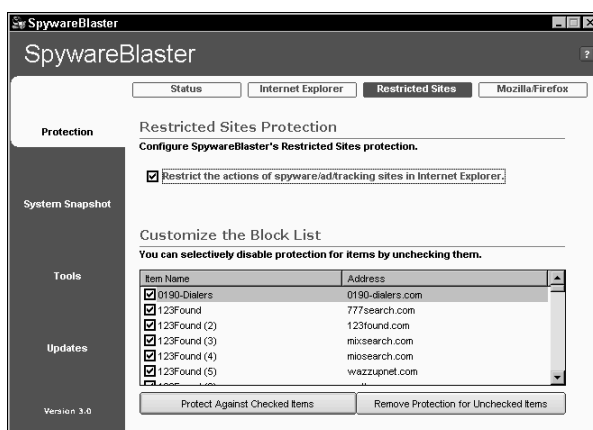 SpywareBlaster
SpywareBlaster
?
Status Internet Explorer Restricted Sites Mozilla/Firefox
Protection
System Snapshot
Tools
Updates
Version 3.0
Restricted Sites Protection
Configure SpywareBlaster's Restricted Sites protection.
Restrict the actions of spyware/ad/tracking sites in Internet Explorer.
Customize the Block List
You can selectively disable protection for items by unchecking them.
Item Name Address
0190-Dialers 0190-dialers.com
123Found 777search.com
123Found (2) 123found.com
123Found (3) mixsearch.com
123Found (4) miosearch.com
123Found (5) wazzupnet.com
Protect Against Checked Items Remove Protection for Unchecked Items